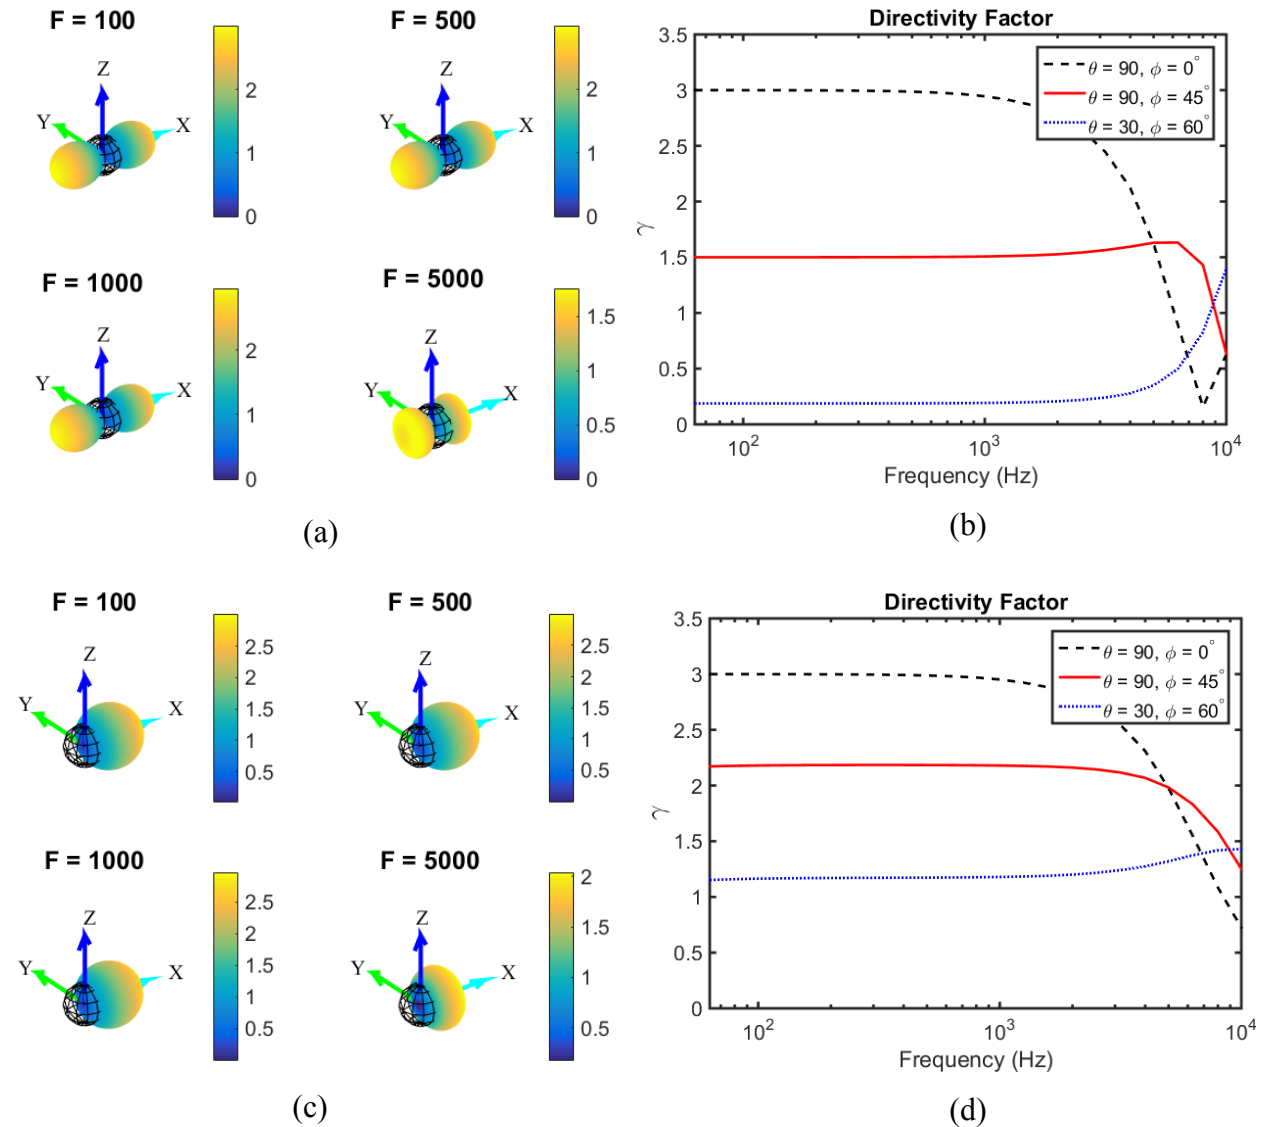 F = 100
Z
Y
X
2
1
0
F = 500
Z
Y
X
2
1
0
F = 1000
Z
Y
X
2
1
0
F = 5000
Z
Y
X
1.5
1
0.5
0
(a)
Directivity Factor
3.5
3
2.5
2
1.5
1
0.5
0
γ
θ = 90, ϕ = 0°
θ = 90, ϕ = 45°
θ = 30, ϕ = 60°
10² 10³ 10⁴
Frequency (Hz)
(b)
F = 100
Z
Y
X
2.5
2
1.5
1
0.5
F = 500
Z
Y
X
2.5
2
1.5
1
0.5
F = 1000
Z
Y
X
2.5
2
1.5
1
0.5
F = 5000
Z
Y
X
2
1.5
1
0.5
(c)
Directivity Factor
3.5
3
2.5
2
1.5
1
0.5
0
γ
θ = 90, ϕ = 0°
θ = 90, ϕ = 45°
θ = 30, ϕ = 60°
10² 10³ 10⁴
Frequency (Hz)
(d)